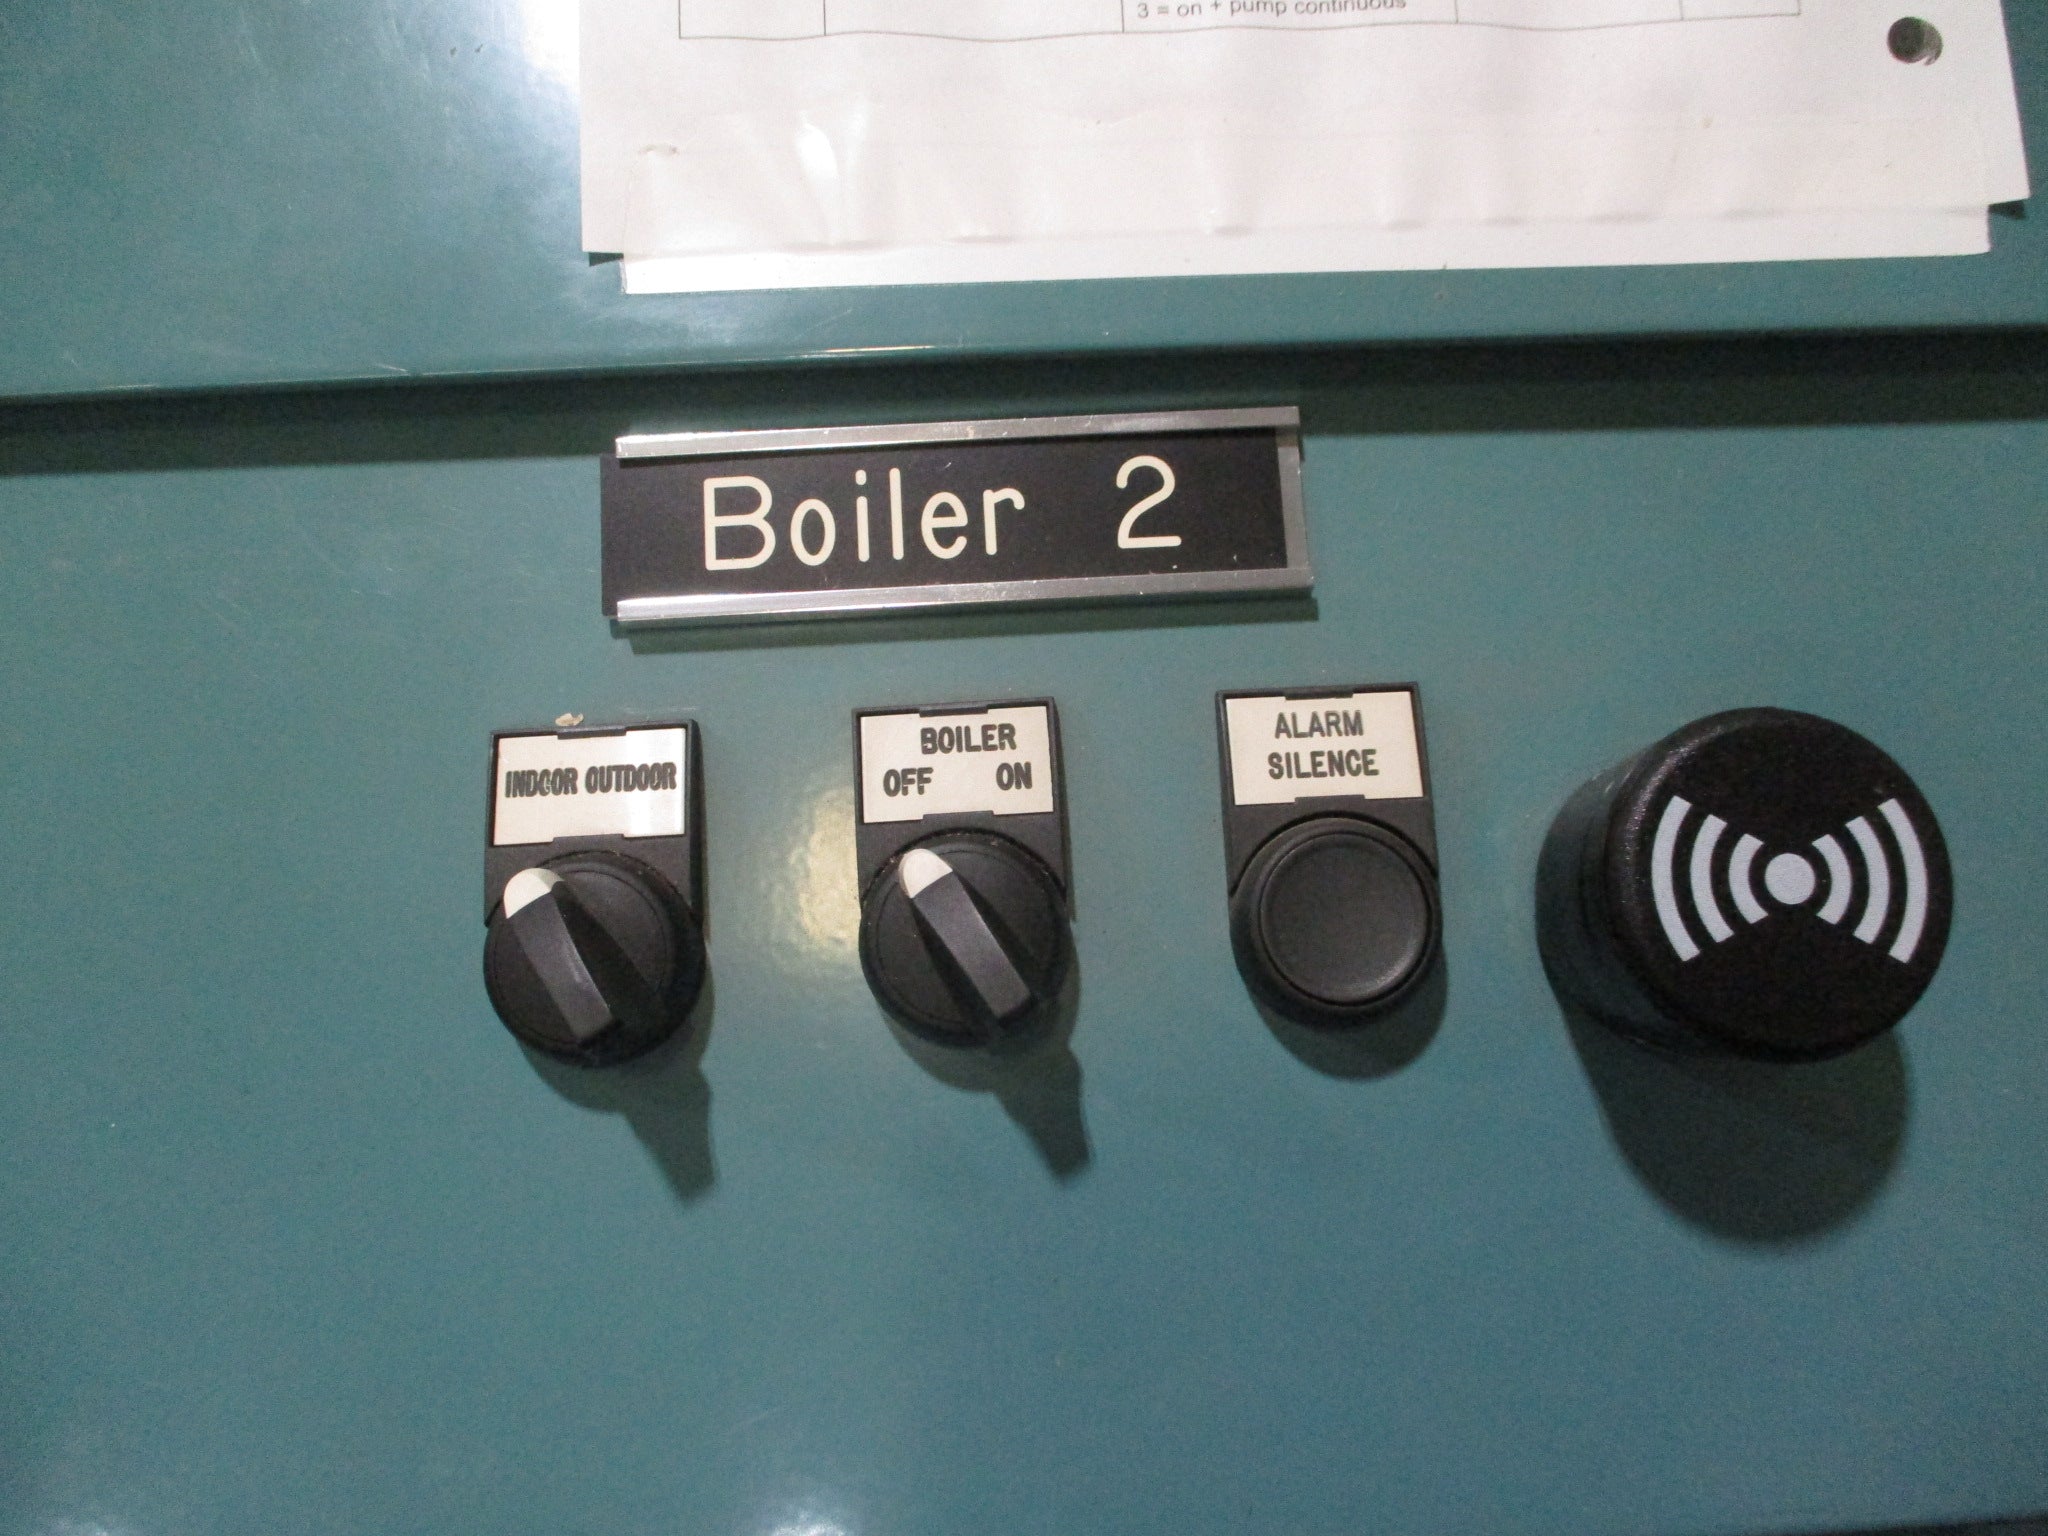 3 = on + pump continuous
Boiler 2
INDOOR OUTDOOR
BOILER
OFF ON
ALARM
SILENCE